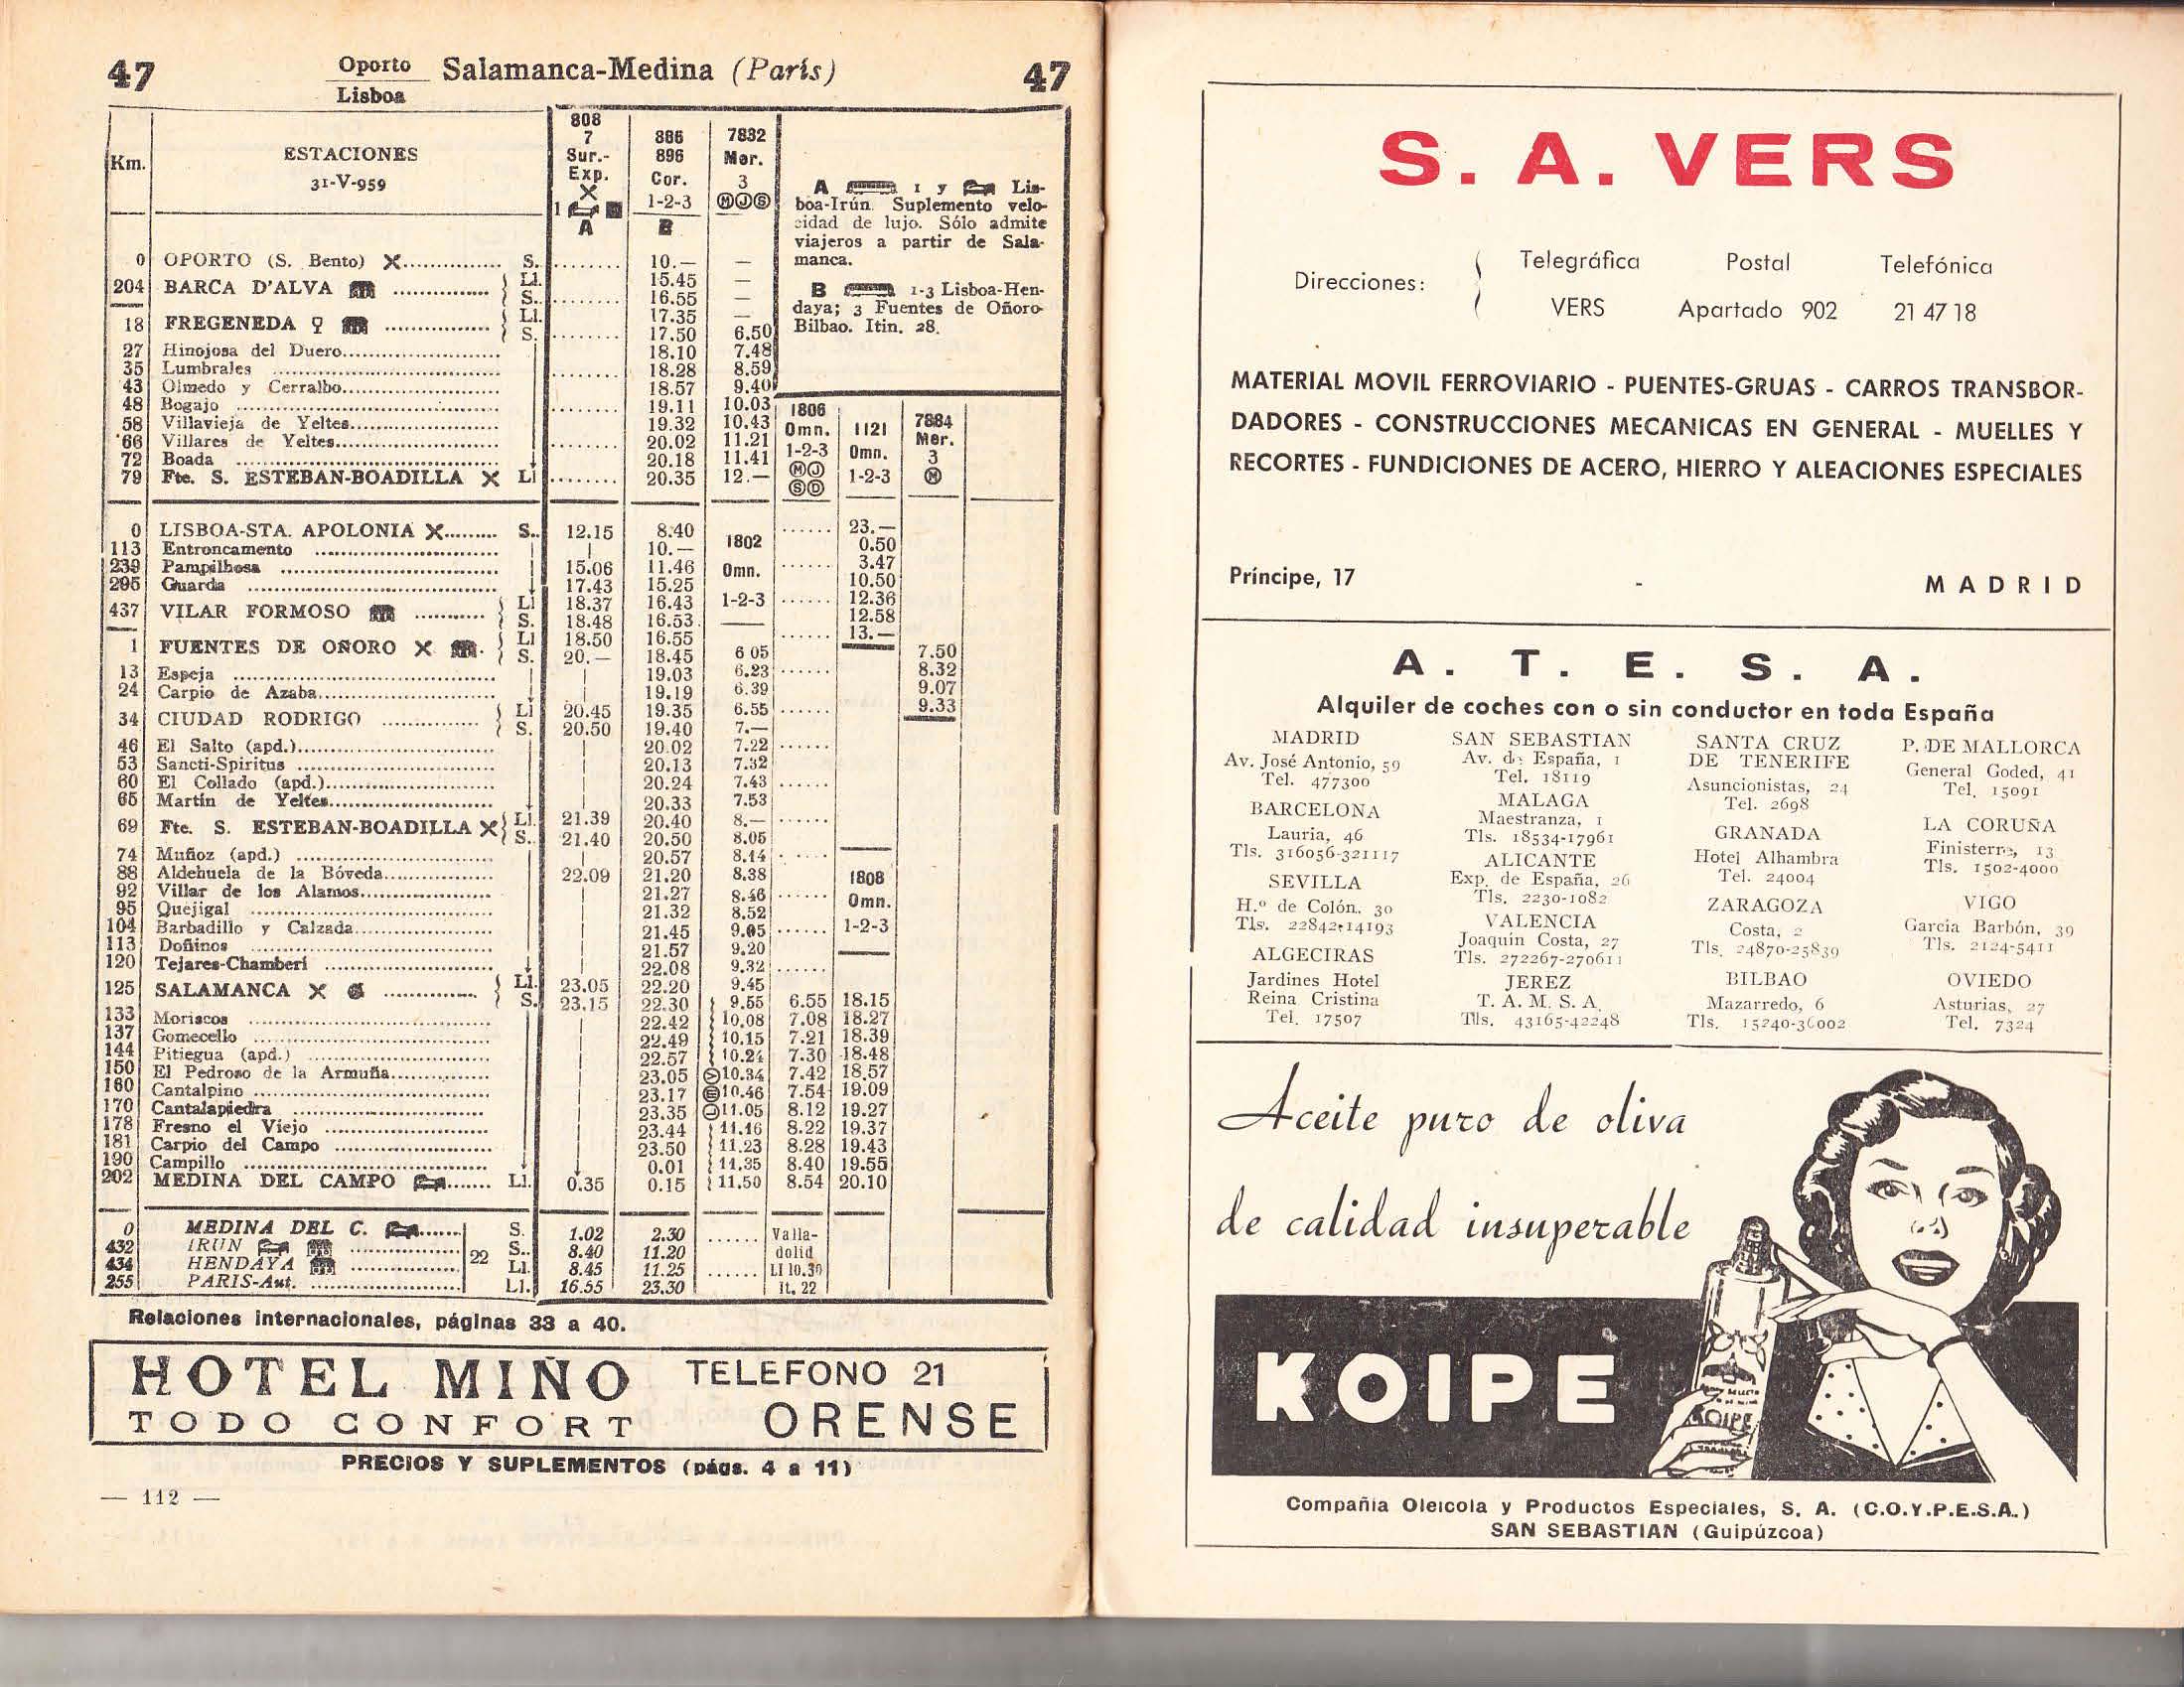 47 Oporto Salamanca-Medina (París) 47
Lisboa
Km. ESTACIONES 31-V-959
808 7 Sur.-Exp. 1 A
886 896 Cor. 1-2-3 B
7832 Mer. 3 ⓂⒿⓈ
A 1 y Lis-
boa-Irún. Suplemento velo-
cidad de lujo. Sólo admite
viajeros a partir de Sala-
manca.
B 1-3 Lisboa-Hen-
daya; 3 Fuentes de Oñoro-
Bilbao. Itin. 28.
0 OPORTO (S. Bento) S. 10.— —
204 BARCA D'ALVA Ll. 15.45 —
S. 16.55 —
18 FREGENEDA Ll. 17.35 —
S. 17.50 6.50
27 Hinojosa del Duero 18.10 7.48
35 Lumbrales 18.28 8.59
43 Olmedo y Cerralbo 18.57 9.40
48 Bogajo 19.11 10.03
58 Villavieja de Yeltes 19.32 10.43
66 Villares de Yeltes 20.02 11.21
72 Boada 20.18 11.41
79 Fte. S. ESTEBAN-BOADILLA Ll 20.35 12.—
1806 Omn. 1-2-3 ⓂⒿⓈⒹ
1121 Omn. 1-2-3
7884 Mer. 3 Ⓜ
0 LISBOA-STA. APOLONIA S. 12.15 8.40 23.—
113 Entroncamento 10.— 0.50
239 Pampilhosa 15.06 11.46 3.47
295 Guarda 17.43 15.25 10.50
437 VILAR FORMOSO Ll 18.37 16.43 12.36
S. 18.48 16.53 12.58
1802 Omn. 1-2-3
1 FUENTES DE OÑORO Ll 18.50 16.55 13.—
S. 20.— 18.45 6 05 7.50
13 Espeja 19.03 6.23 8.32
24 Carpio de Azaba 19.19 6.39 9.07
34 CIUDAD RODRIGO Ll 20.45 19.35 6.55 9.33
S. 20.50 19.40 7.—
46 El Salto (apd.) 20.02 7.22
53 Sancti-Spiritus 20.13 7.32
60 El Collado (apd.) 20.24 7.43
65 Martín de Yeltes 20.33 7.53
69 Fte. S. ESTEBAN-BOADILLA Ll. 21.39 20.40 8.—
S. 21.40 20.50 8.05
74 Muñoz (apd.) 20.57 8.14
88 Aldehuela de la Bóveda 22.09 21.20 8.38
92 Villar de los Alamos 21.27 8.46
95 Quejigal 21.32 8.52
104 Barbadillo y Calzada 21.45 9.05
113 Doñinos 21.57 9.20
120 Tejares-Chamberí 22.08 9.32
1808 Omn. 1-2-3
125 SALAMANCA Ll. 23.05 22.20 9.45
S. 23.15 22.30 9.55 6.55 18.15
133 Moriscos 22.42 10.08 7.08 18.27
137 Gomecello 22.49 10.15 7.21 18.39
144 Pitiegua (apd.) 22.57 10.24 7.30 18.48
150 El Pedroso de la Armuña 23.05 Ⓥ10.34 7.42 18.57
160 Cantalpino 23.17 Ⓔ10.46 7.54 19.09
170 Cantalapiedra 23.35 11.05 8.12 19.27
178 Fresno el Viejo 23.44 11.16 8.22 19.37
181 Carpio del Campo 23.50 11.23 8.28 19.43
190 Campillo 0.01 11.35 8.40 19.55
202 MEDINA DEL CAMPO Ll. 0.35 0.15 11.50 8.54 20.10
0 MEDINA DEL C. S. 1.02 2.30 Valla-
432 IRUN 22 S. 8.40 11.20 dolid
434 HENDAYA Ll. 8.45 11.25 Ll 10.30
255 PARIS-Aut. Ll. 16.55 23.30 It. 22
Relaciones internacionales, páginas 33 a 40.
HOTEL MIÑO TELEFONO 21
TODO CONFORT ORENSE
PRECIOS Y SUPLEMENTOS (págs. 4 a 11)
— 112 —
S. A. VERS
Direcciones: Telegráfica Postal Telefónica
VERS Apartado 902 21 47 18
MATERIAL MOVIL FERROVIARIO - PUENTES-GRUAS - CARROS TRANSBOR-
DADORES - CONSTRUCCIONES MECANICAS EN GENERAL - MUELLES Y
RECORTES - FUNDICIONES DE ACERO, HIERRO Y ALEACIONES ESPECIALES
Príncipe, 17 - MADRID
A. T. E. S. A.
Alquiler de coches con o sin conductor en toda España
MADRID
Av. José Antonio, 59
Tel. 477300
BARCELONA
Lauria, 46
Tls. 316056-321117
SEVILLA
H.º de Colón. 30
Tls. 22842-14193
ALGECIRAS
Jardines Hotel
Reina Cristina
Tel. 17507
SAN SEBASTIAN
Av. de España, 1
Tel. 18119
MALAGA
Maestranza, 1
Tls. 18534-17961
ALICANTE
Exp. de España, 26
Tls. 2230-1082
VALENCIA
Joaquín Costa, 27
Tls. 272267-270611
JEREZ
T. A. M. S. A.
Tlls. 43165-42248
SANTA CRUZ
DE TENERIFE
Asuncionistas, 24
Tel. 2698
GRANADA
Hotel Alhambra
Tel. 24004
ZARAGOZA
Costa, 2
Tls. 24870-25839
BILBAO
Mazarredo, 6
Tls. 15240-36002
P. DE MALLORCA
General Goded, 41
Tel. 15091
LA CORUÑA
Finisterre, 13
Tls. 1502-4000
VIGO
García Barbón, 39
Tls. 2124-5411
OVIEDO
Asturias, 27
Tel. 7324
Aceite puro de oliva
de calidad insuperable
KOIPE
KOIPE
Compañía Oleicola y Productos Especiales, S. A. (C.O.Y.P.E.S.A.)
SAN SEBASTIAN (Guipúzcoa)